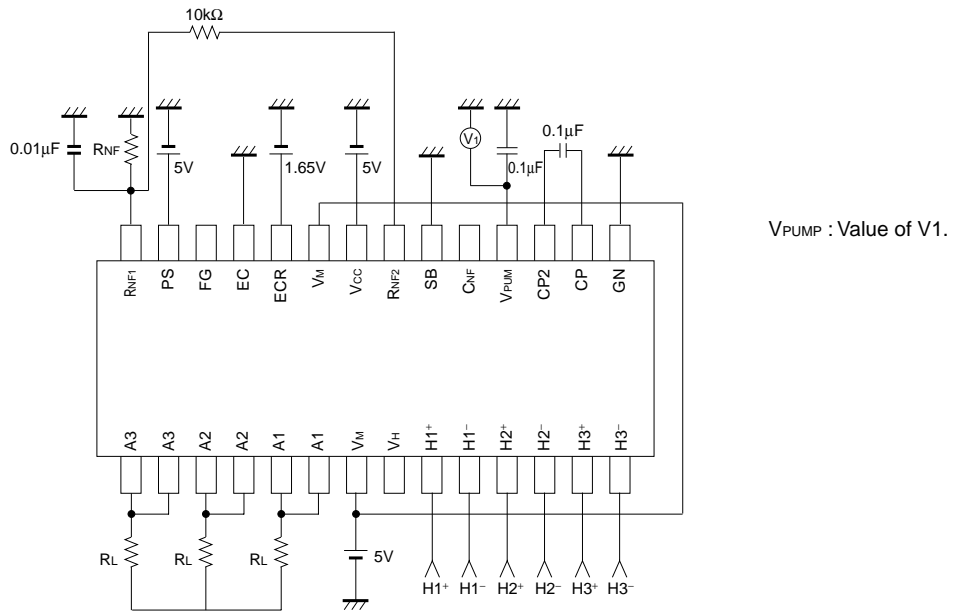 10kΩ
0.01μF
RNF
5V
1.65V
5V
V1
0.1μF
0.1μF
VPUMP : Value of V1.
RNF1
PS
FG
EC
ECR
VM
VCC
RNF2
SB
CNF
VPUM
CP2
CP
GN
A3
A3
A2
A2
A1
A1
VM
VH
H1+
H1−
H2+
H2−
H3+
H3−
RL
RL
RL
5V
H1+ H1− H2+ H2− H3+ H3−